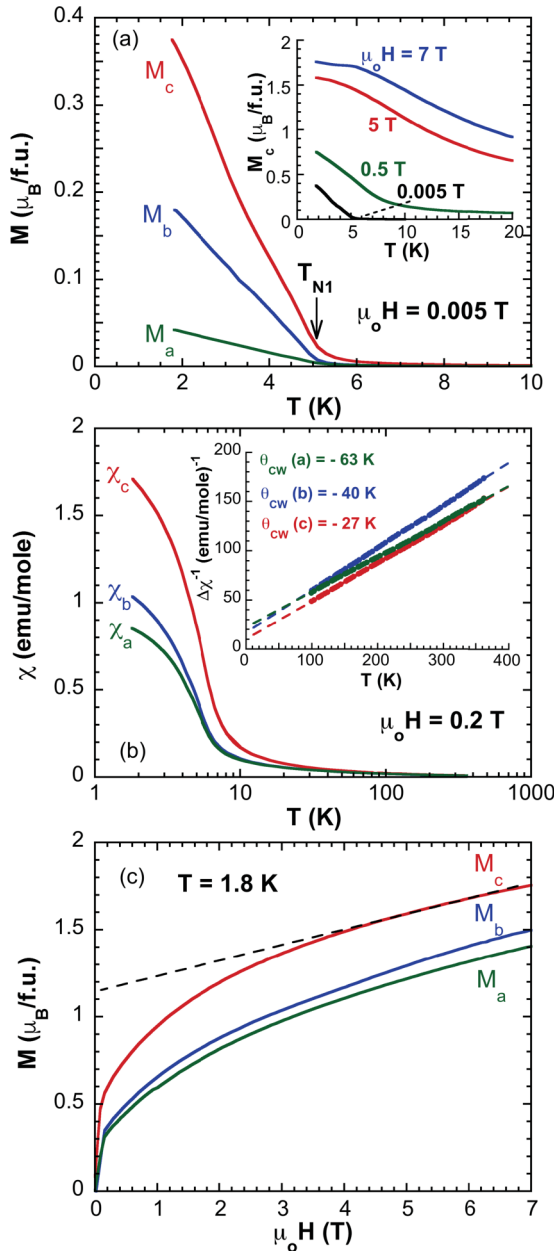 (a)
M_c
M_b
M_a
T_N1
μ_oH = 0.005 T
M (μ_B/f.u.)
0.4
0.3
0.2
0.1
0
0 2 4 6 8 10
T (K)
μ_oH = 7 T
5 T
0.5 T
0.005 T
M_c (μ_B/f.u.)
2
1.5
1
0.5
0
0 5 10 15 20
T (K)
χ_c
χ_b
χ_a
(b)
μ_oH = 0.2 T
χ (emu/mole)
2
1.5
1
0.5
0
1 10 100 1000
T (K)
θ_CW (a) = - 63 K
θ_CW (b) = - 40 K
θ_CW (c) = - 27 K
Δχ^-1 (emu/mole)^-1
200
150
100
50
0
0 100 200 300 400
T (K)
(c)
T = 1.8 K
M_c
M_b
M_a
M (μ_B/f.u.)
2
1.5
1
0.5
0
0 1 2 3 4 5 6 7
μ_oH (T)